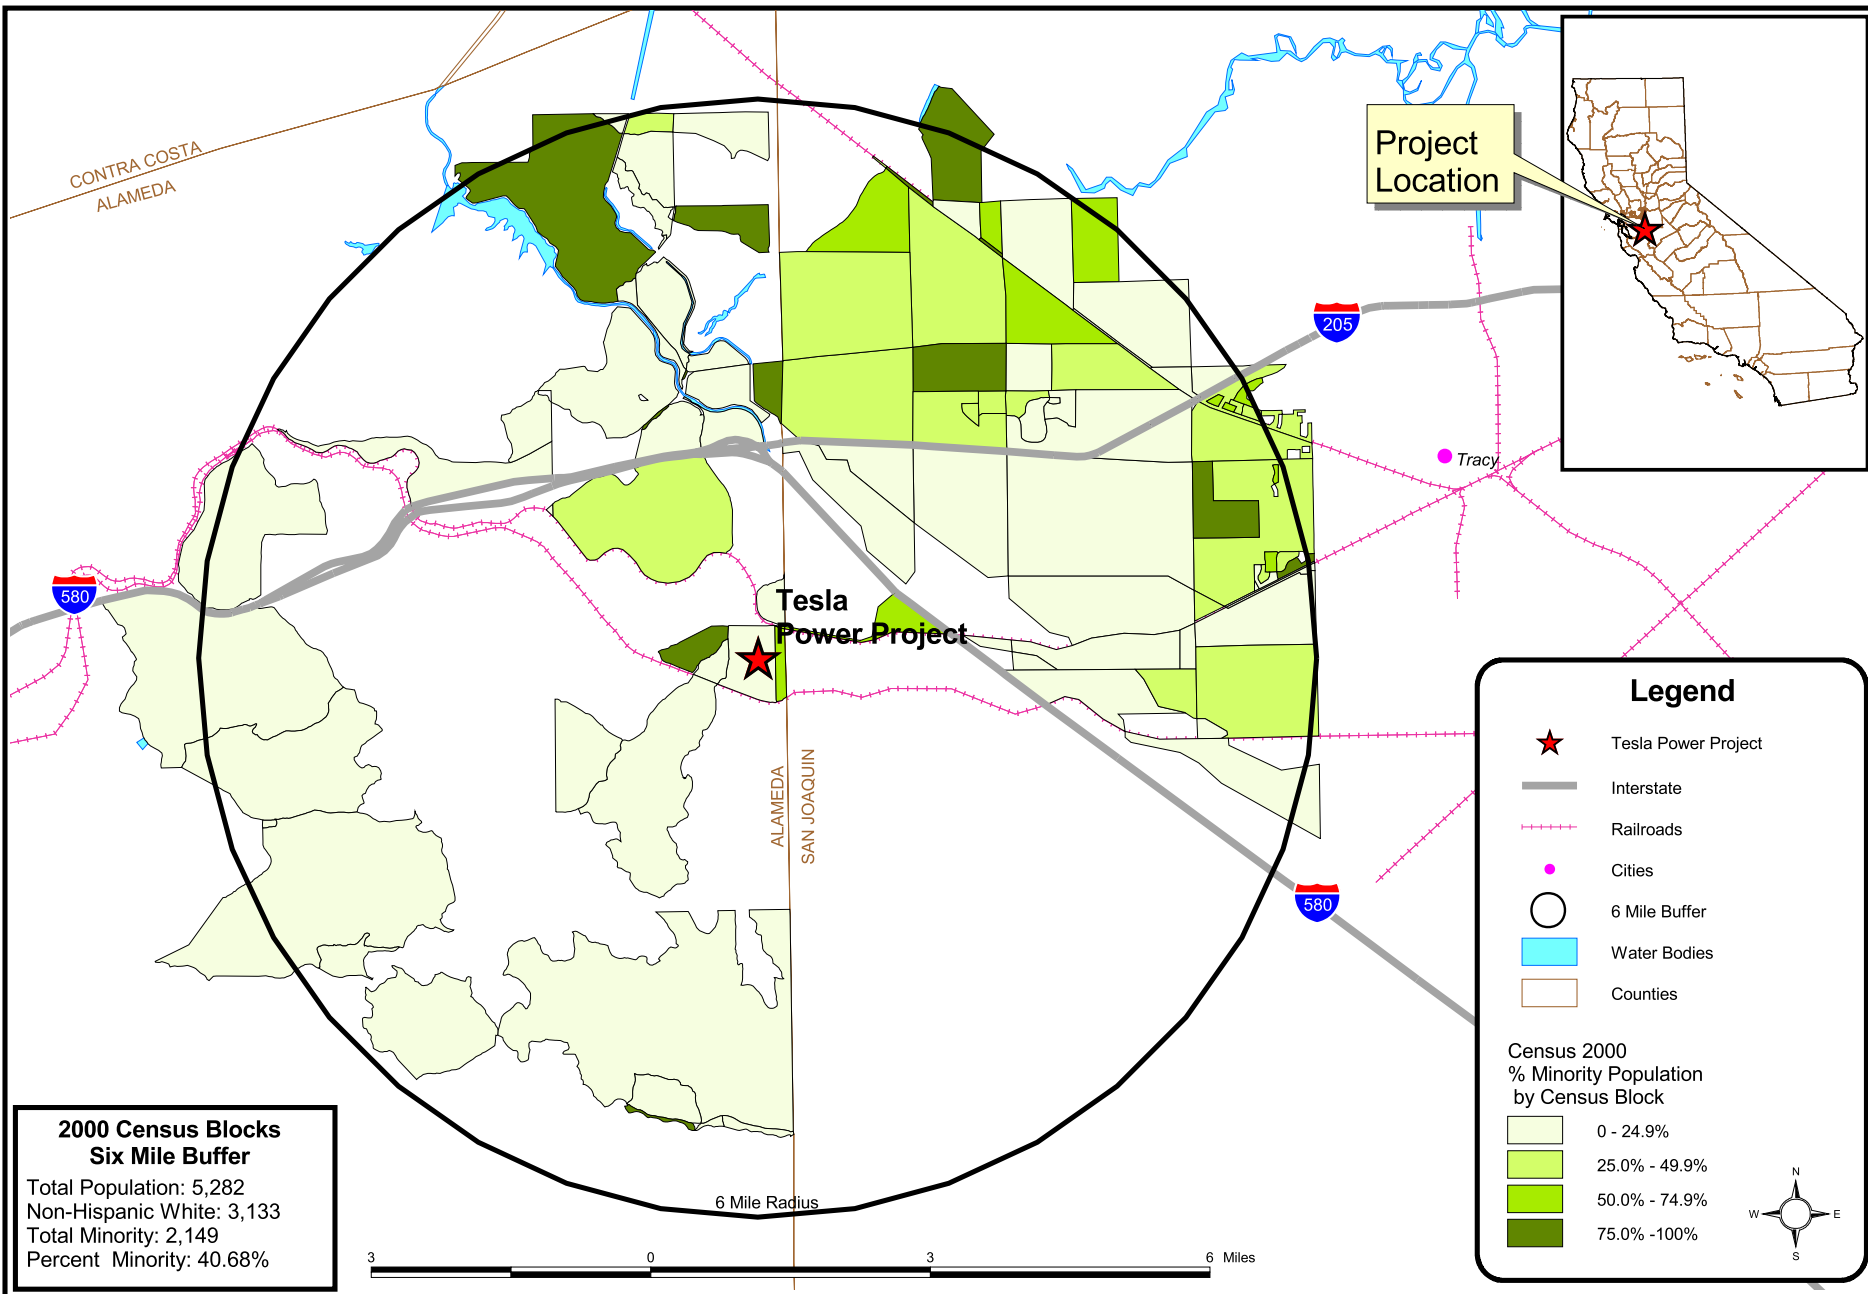 CONTRA COSTA
ALAMEDA
Project
Location
205
Tracy
580
Tesla
Power Project
ALAMEDA
SAN JOAQUIN
580
6 Mile Radius
3 0 3 6 Miles
2000 Census Blocks
Six Mile Buffer
Total Population: 5,282
Non-Hispanic White: 3,133
Total Minority: 2,149
Percent Minority: 40.68%
Legend
Tesla Power Project
Interstate
Railroads
Cities
6 Mile Buffer
Water Bodies
Counties
Census 2000
% Minority Population
by Census Block
0 - 24.9%
25.0% - 49.9%
50.0% - 74.9%
75.0% -100%
N
W E
S